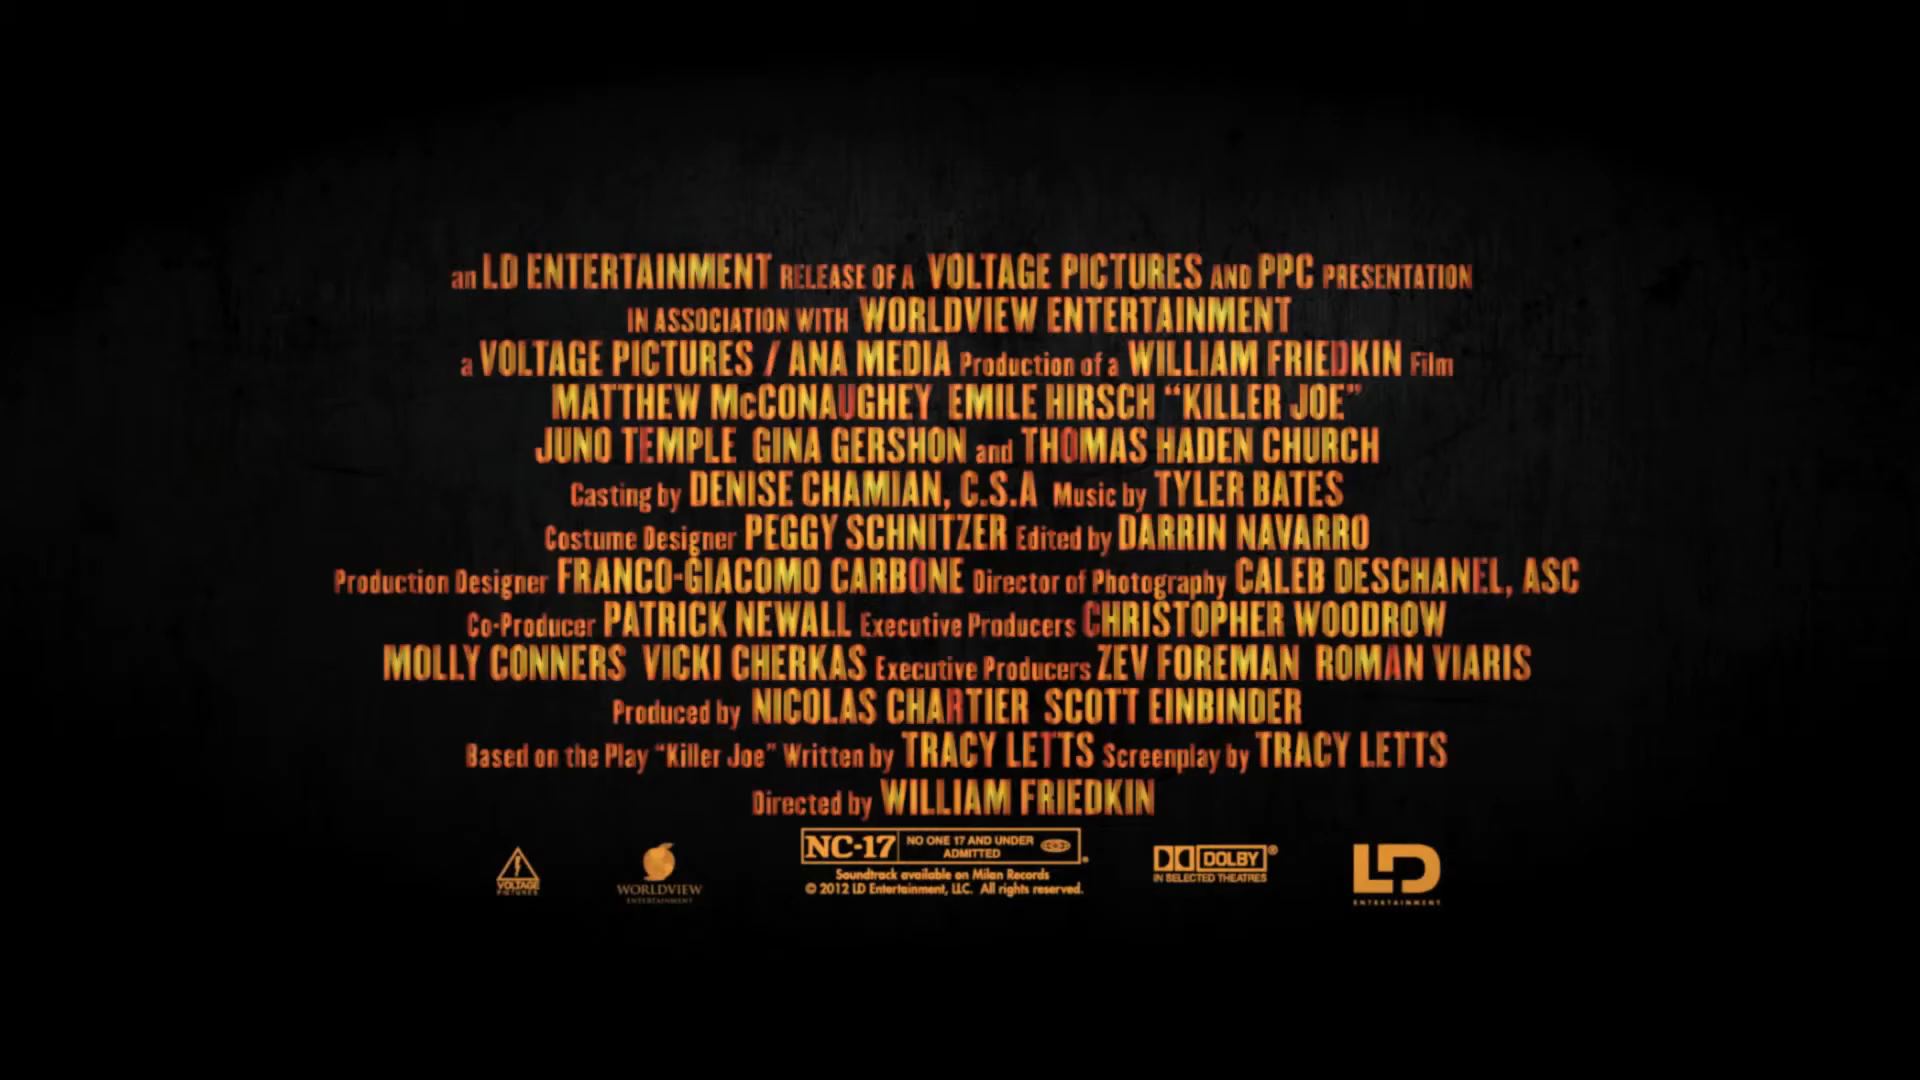 an LD ENTERTAINMENT RELEASE OF A VOLTAGE PICTURES AND PPC PRESENTATION
IN ASSOCIATION WITH WORLDVIEW ENTERTAINMENT
a VOLTAGE PICTURES / ANA MEDIA Production of a WILLIAM FRIEDKIN Film
MATTHEW McCONAUGHEY EMILE HIRSCH “KILLER JOE”
JUNO TEMPLE GINA GERSHON and THOMAS HADEN CHURCH
Casting by DENISE CHAMIAN, C.S.A Music by TYLER BATES
Costume Designer PEGGY SCHNITZER Edited by DARRIN NAVARRO
Production Designer FRANCO-GIACOMO CARBONE Director of Photography CALEB DESCHANEL, ASC
Co-Producer PATRICK NEWALL Executive Producers CHRISTOPHER WOODROW
MOLLY CONNERS VICKI CHERKAS Executive Producers ZEV FOREMAN ROMAN VIARIS
Produced by NICOLAS CHARTIER SCOTT EINBINDER
Based on the Play “Killer Joe” Written by TRACY LETTS Screenplay by TRACY LETTS
Directed by WILLIAM FRIEDKIN
VOLTAGE
PICTURES
WORLDVIEW
ENTERTAINMENT
NC-17 NO ONE 17 AND UNDER ADMITTED
Soundtrack available on Milan Records
© 2012 LD Entertainment, LLC. All rights reserved.
DOLBY®
IN SELECTED THEATRES
LD
ENTERTAINMENT